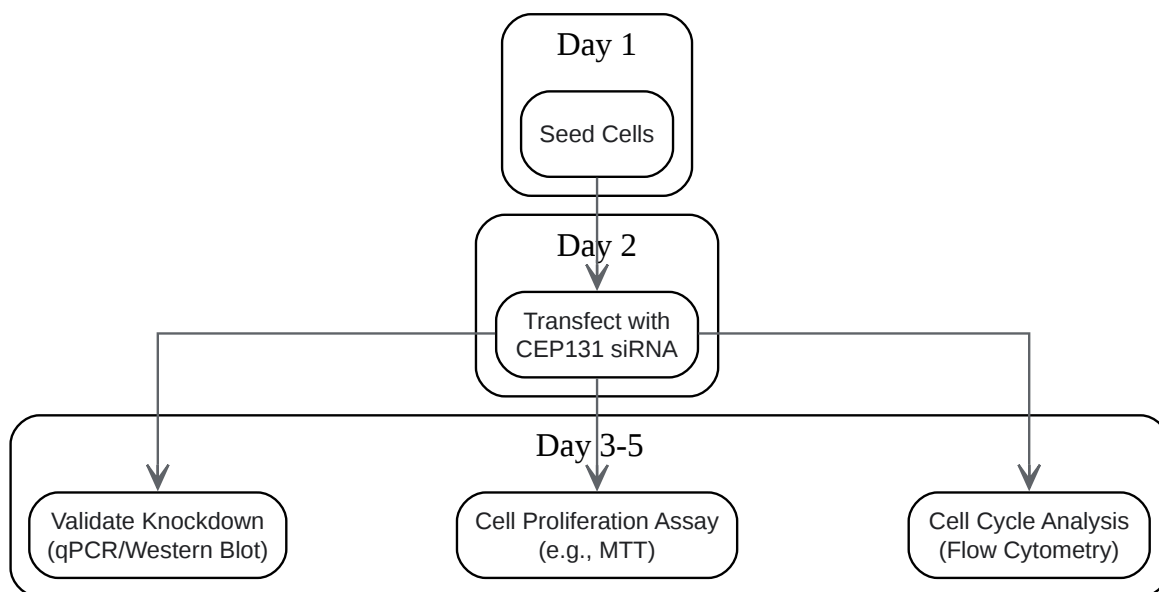 Day 1
Seed Cells
Day 2
Transfect with
CEP131 siRNA
Day 3-5
Validate Knockdown
(qPCR/Western Blot)
Cell Proliferation Assay
(e.g., MTT)
Cell Cycle Analysis
(Flow Cytometry)